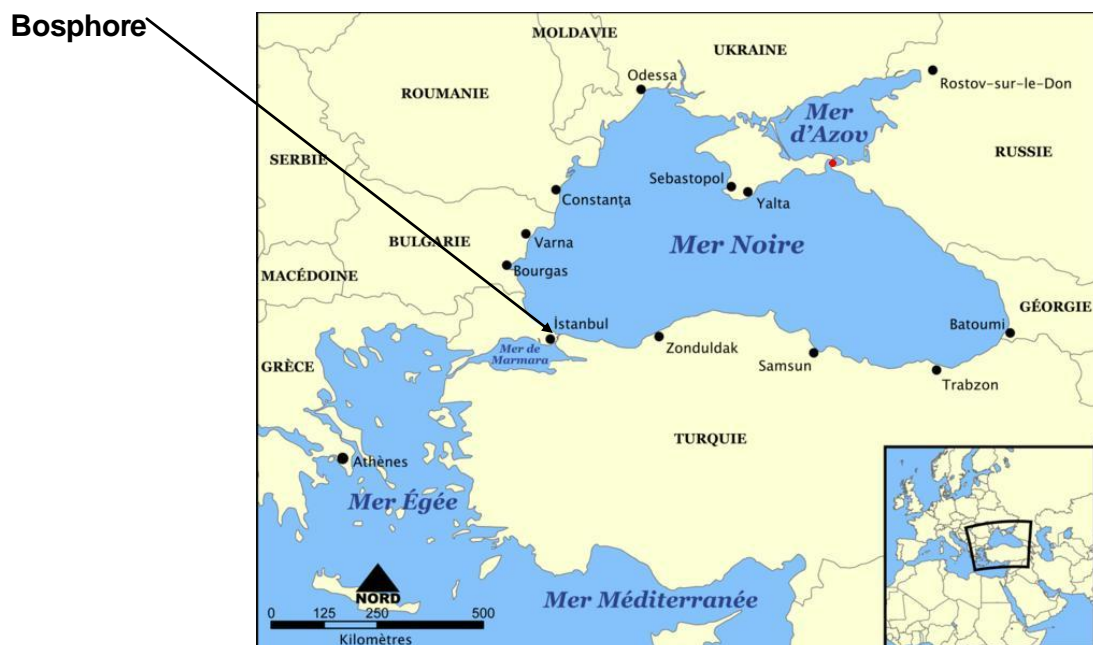 Bosphore
MOLDAVIE
UKRAINE
Odessa
Rostov-sur-le-Don
ROUMANIE
Mer
d'Azov
SERBIE
RUSSIE
Sebastopol
Yalta
Constanţa
Varna
BULGARIE
Mer Noire
Bourgas
MACÉDOINE
GÉORGIE
İstanbul
Batoumi
Mer de
Marmara
Zonduldak
Samsun
GRÈCE
Trabzon
TURQUIE
Athènes
Mer Égée
NORD
Mer Méditerranée
0 125 250 500
Kilomètres